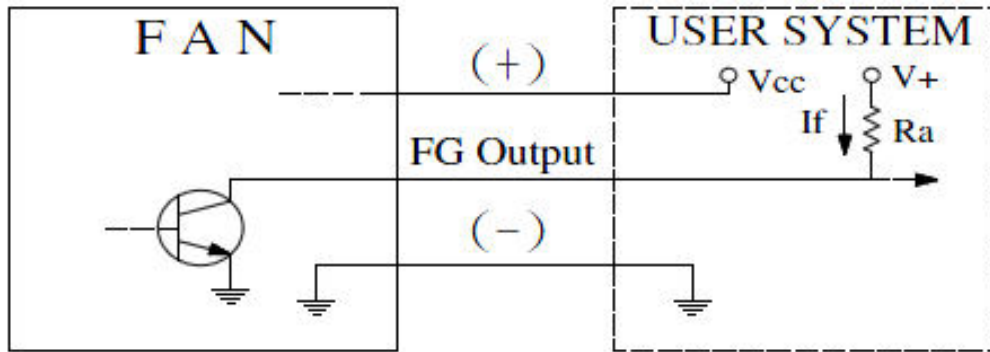 F A N
USER SYSTEM
(+)
Vcc
V+
If
Ra
FG Output
(-)